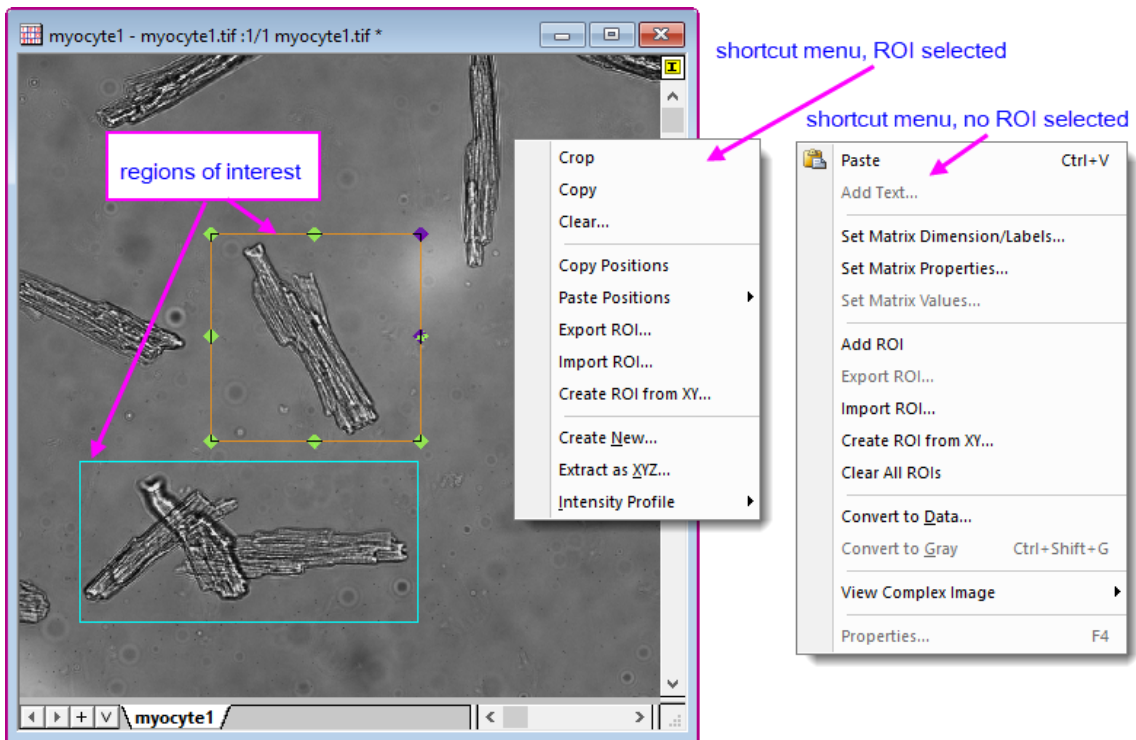 myocyte1 - myocyte1.tif :1/1 myocyte1.tif *
shortcut menu, ROI selected
shortcut menu, no ROI selected
regions of interest
Crop
Copy
Clear...
Copy Positions
Paste Positions
Export ROI...
Import ROI...
Create ROI from XY...
Create New...
Extract as XYZ...
Intensity Profile
Paste Ctrl+V
Add Text...
Set Matrix Dimension/Labels...
Set Matrix Properties...
Set Matrix Values...
Add ROI
Export ROI...
Import ROI...
Create ROI from XY...
Clear All ROIs
Convert to Data...
Convert to Gray Ctrl+Shift+G
View Complex Image
Properties... F4
myocyte1